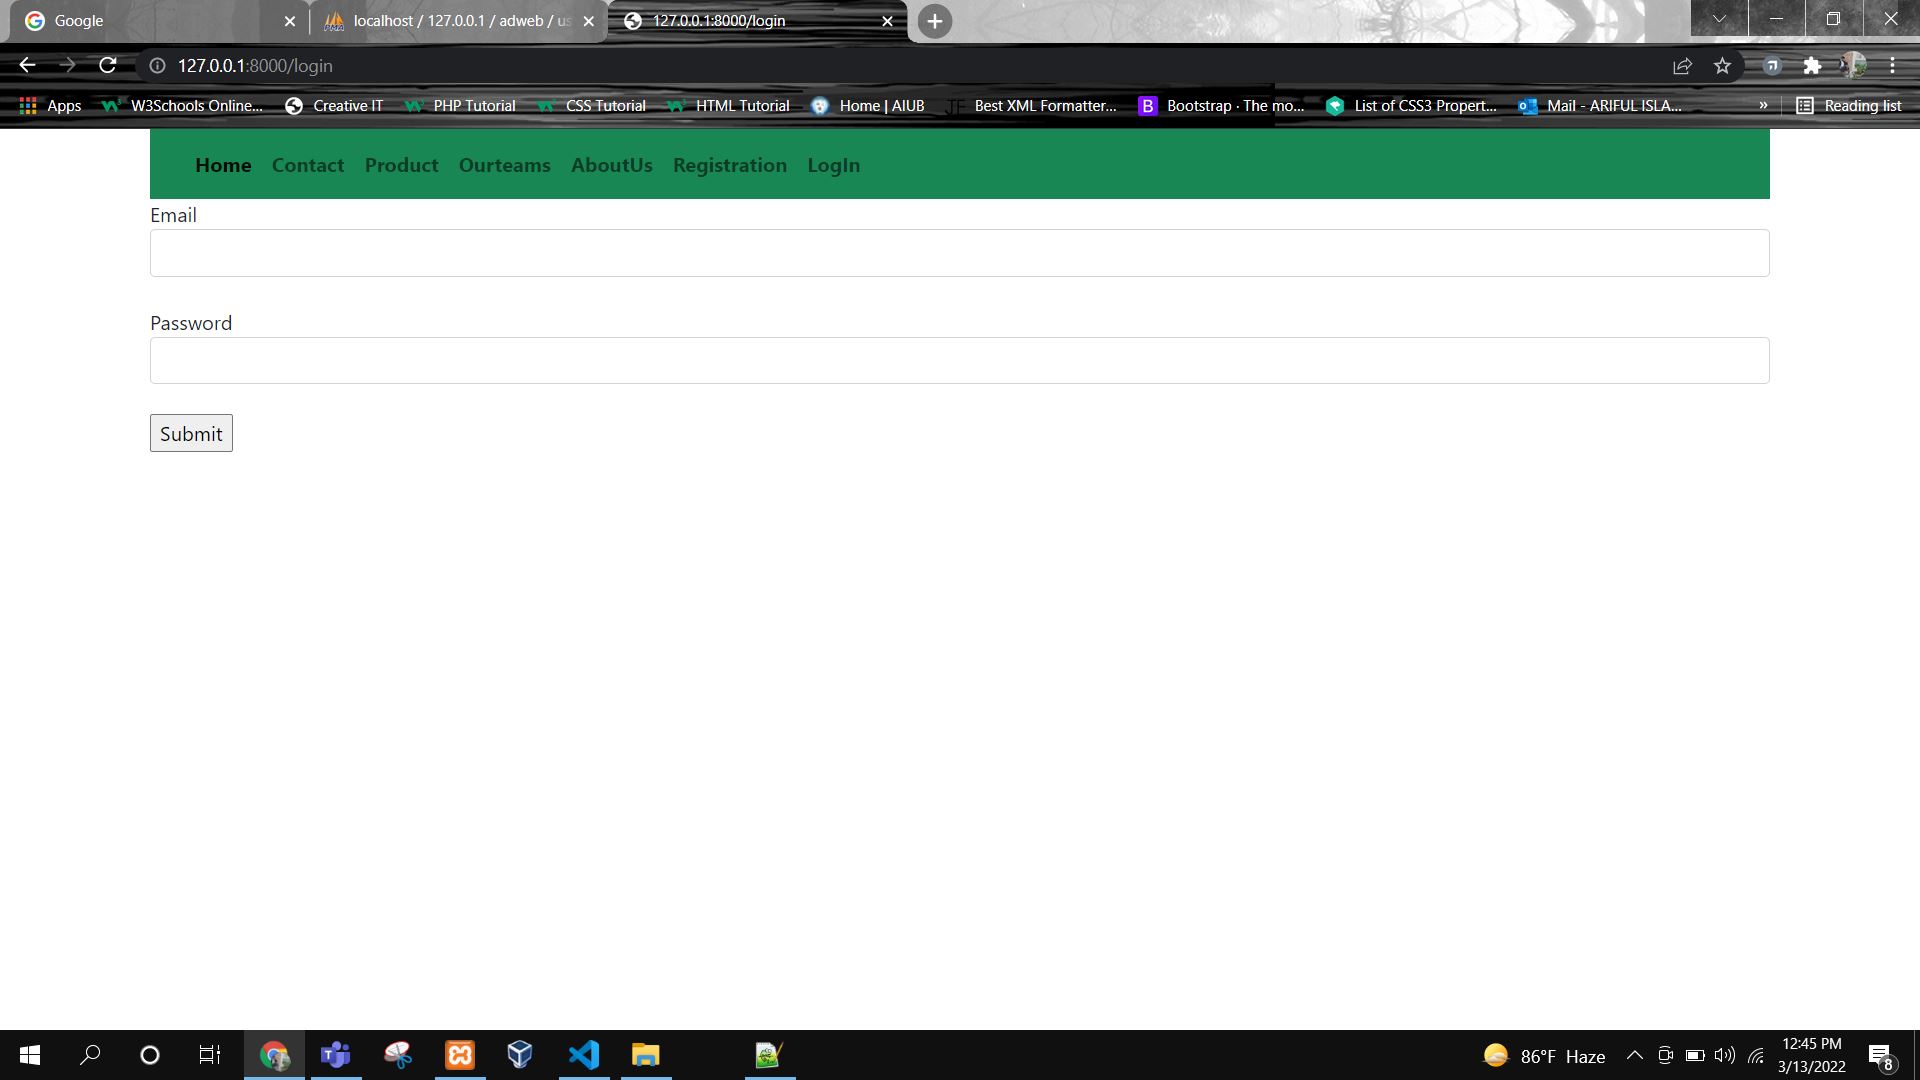 Google
localhost / 127.0.0.1 / adweb / us
127.0.0.1:8000/login
127.0.0.1:8000/login
Apps
W3Schools Online...
Creative IT
PHP Tutorial
CSS Tutorial
HTML Tutorial
Home | AIUB
JF
Best XML Formatter...
B
Bootstrap · The mo...
List of CSS3 Propert...
Mail - ARIFUL ISLA...
»
Reading list
Home Contact Product Ourteams AboutUs Registration LogIn
Email
Password
Submit
86°F Haze
12:45 PM
3/13/2022
8